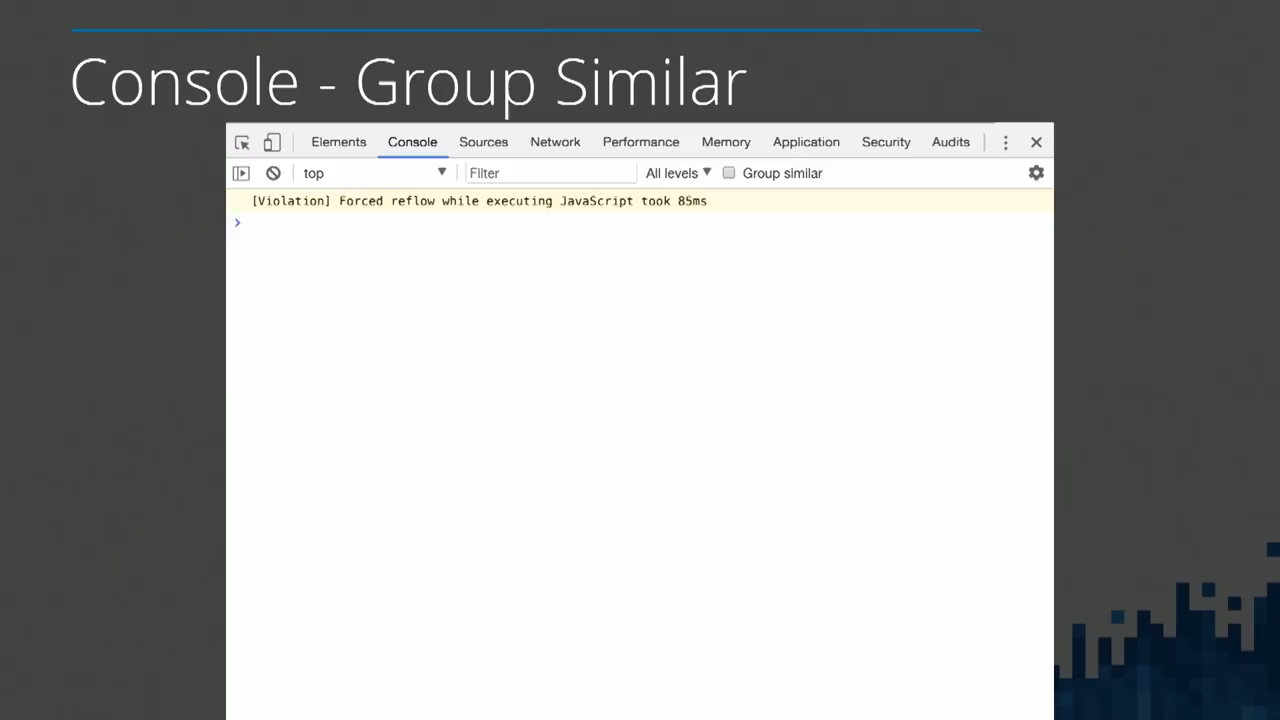 Console - Group Similar
Elements Console Sources Network Performance Memory Application Security Audits
top Filter All levels Group similar
[Violation] Forced reflow while executing JavaScript took 85ms